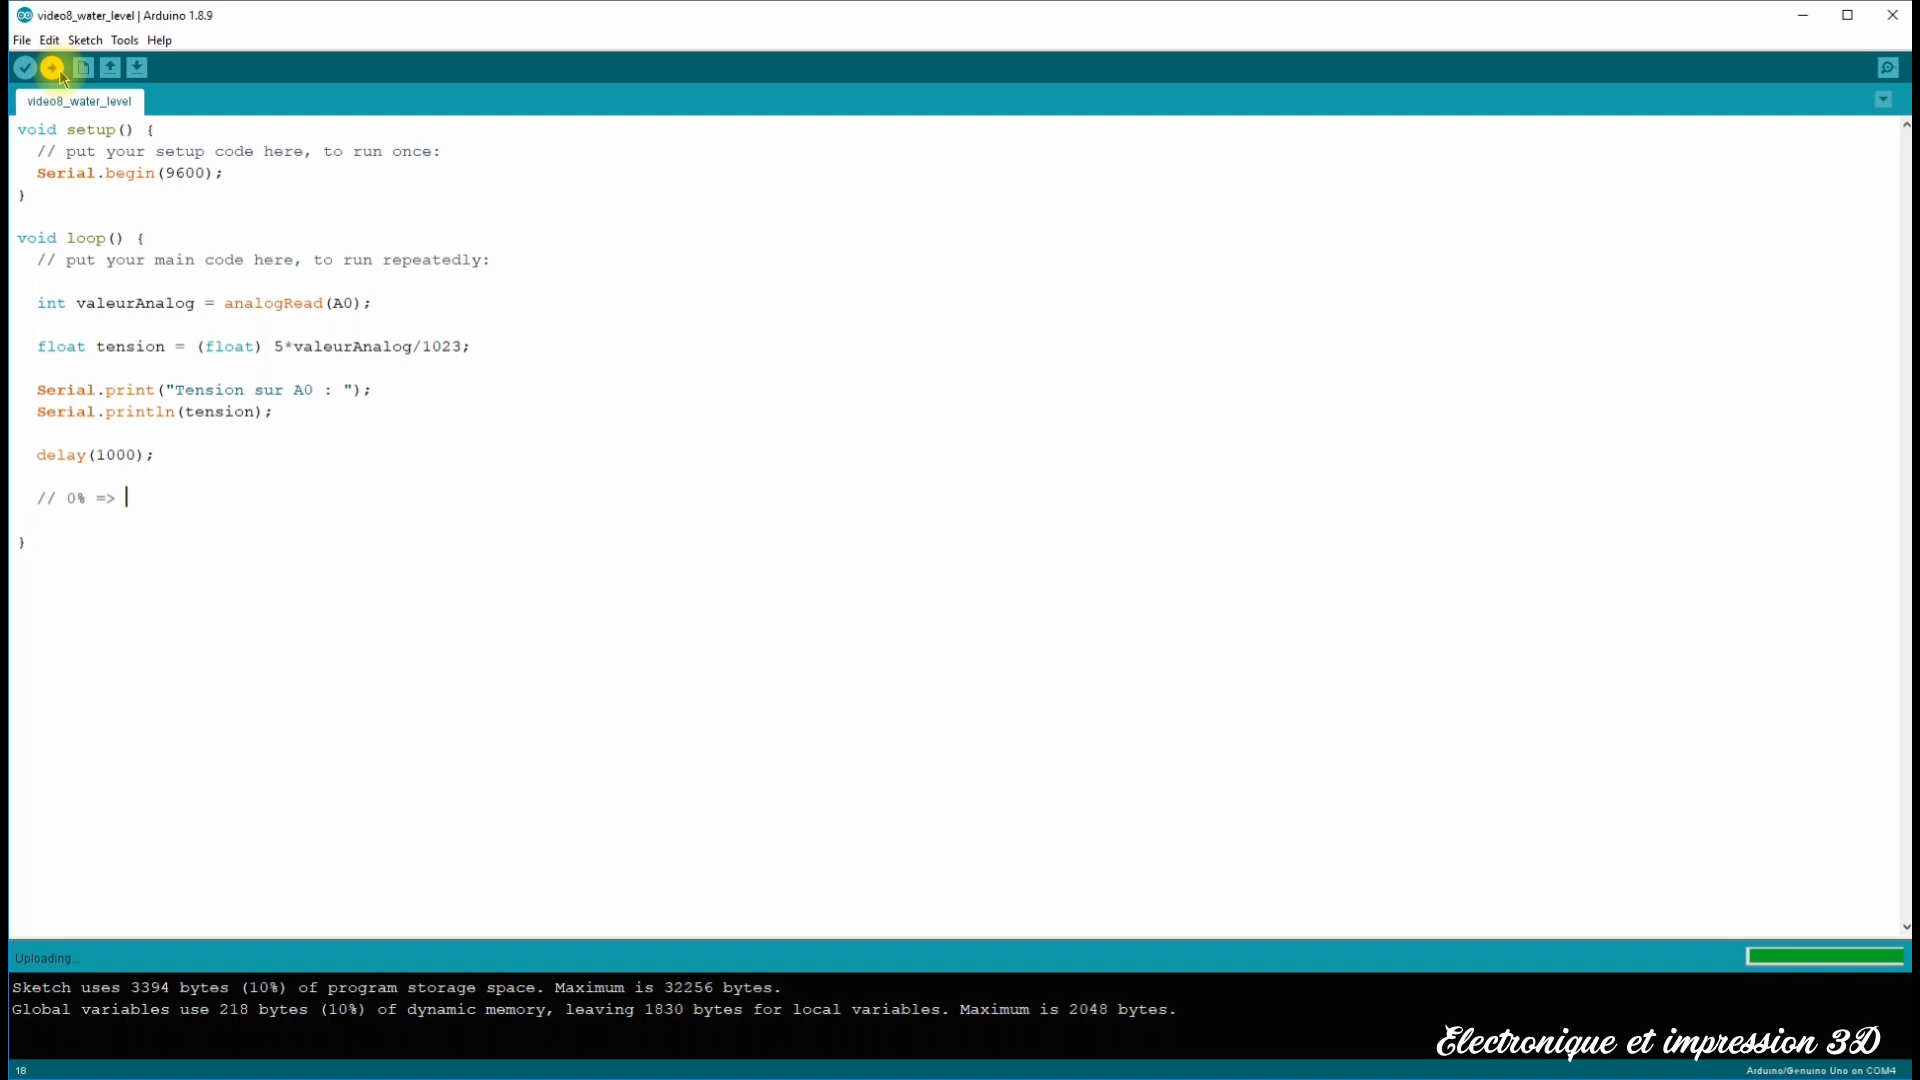 video8_water_level | Arduino 1.8.9
File Edit Sketch Tools Help
video8_water_level
void setup() {
  // put your setup code here, to run once:
  Serial.begin(9600);
}
void loop() {
  // put your main code here, to run repeatedly:
  int valeurAnalog = analogRead(A0);
  float tension = (float) 5*valeurAnalog/1023;
  Serial.print("Tension sur A0 : ");
  Serial.println(tension);
  delay(1000);
  // 0% =>
}
Uploading...
Sketch uses 3394 bytes (10%) of program storage space. Maximum is 32256 bytes.
Global variables use 218 bytes (10%) of dynamic memory, leaving 1830 bytes for local variables. Maximum is 2048 bytes.
Electronique et impression 3D
18
Arduino/Genuino Uno on COM4